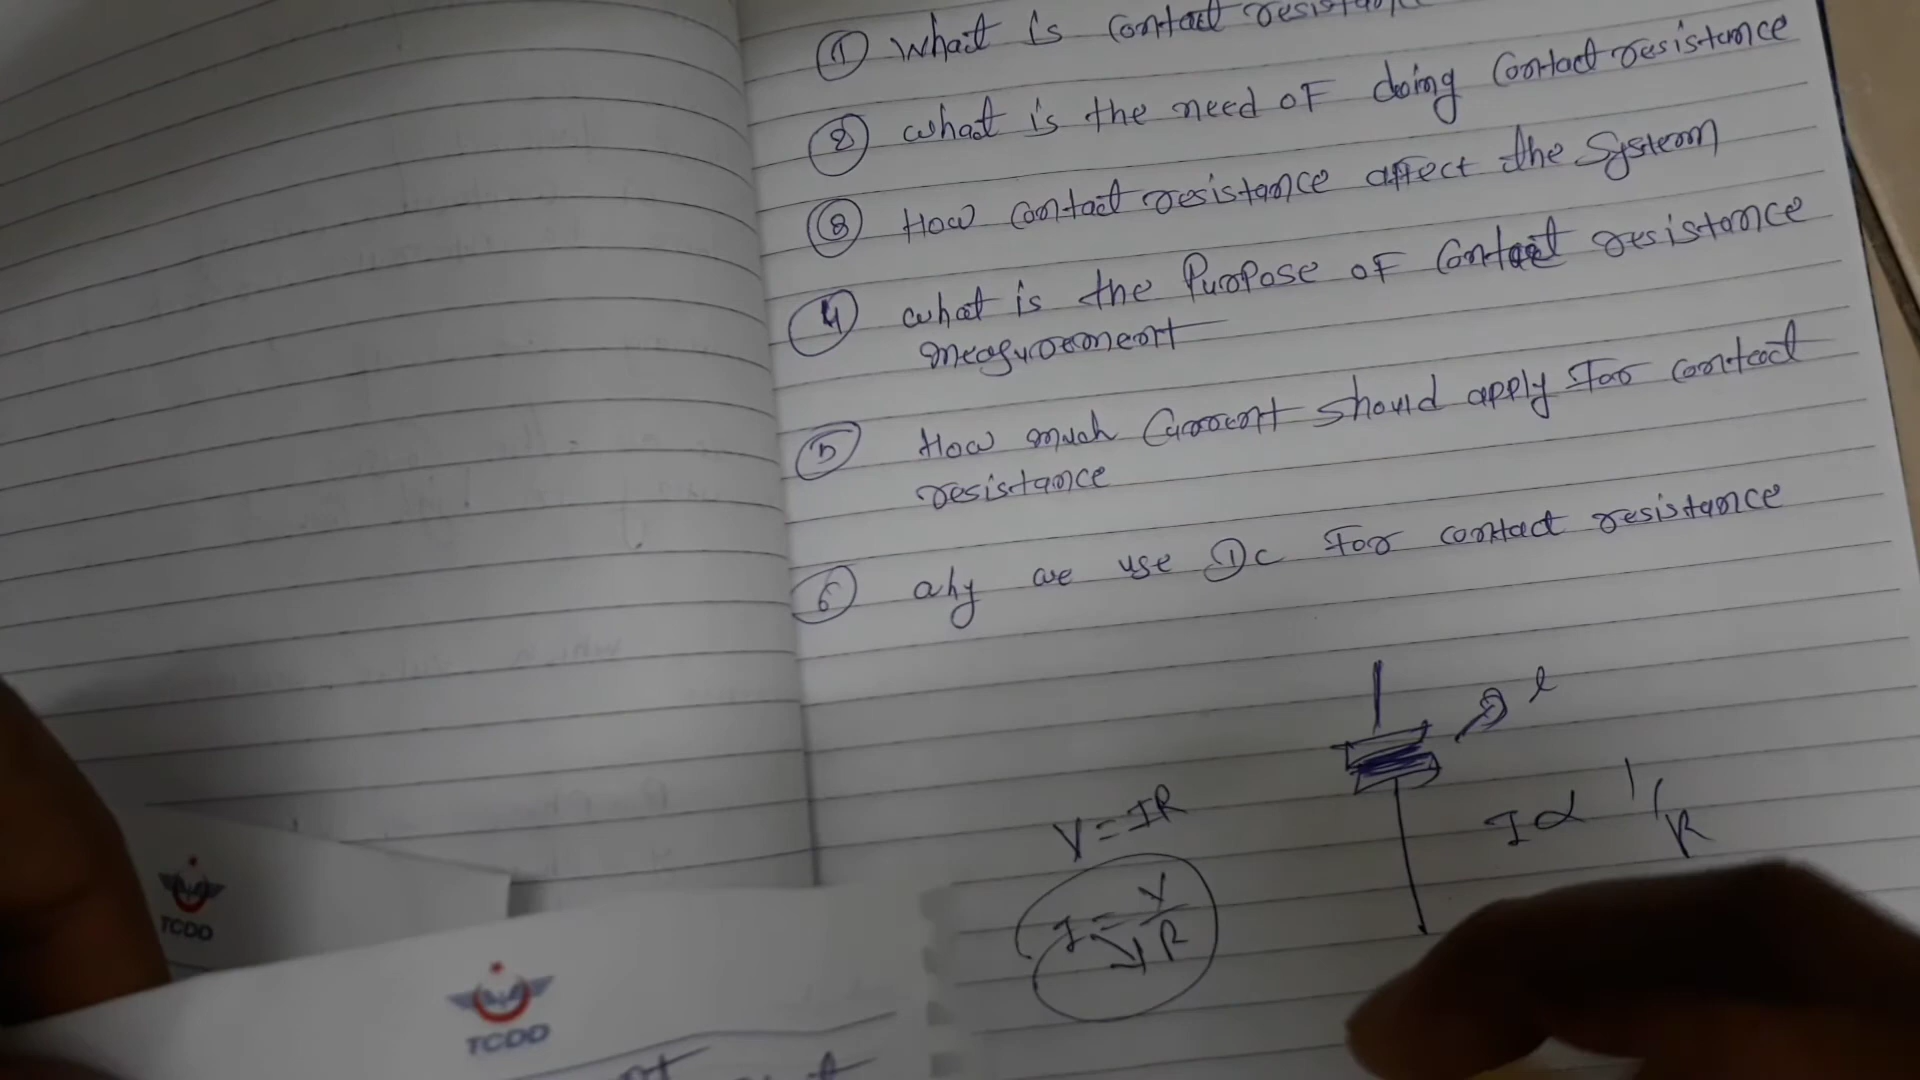 ① What is contact resistance
② what is the need of doing contact resistance
③ How contact resistance affect the system
④ what is the Purpose of contact resistance
measurement
⑤ How much current should apply for contact
resistance
⑥ why we use DC for contact resistance
V = IR
I = V/R
I ∝ 1/R
TCDD
TCDD